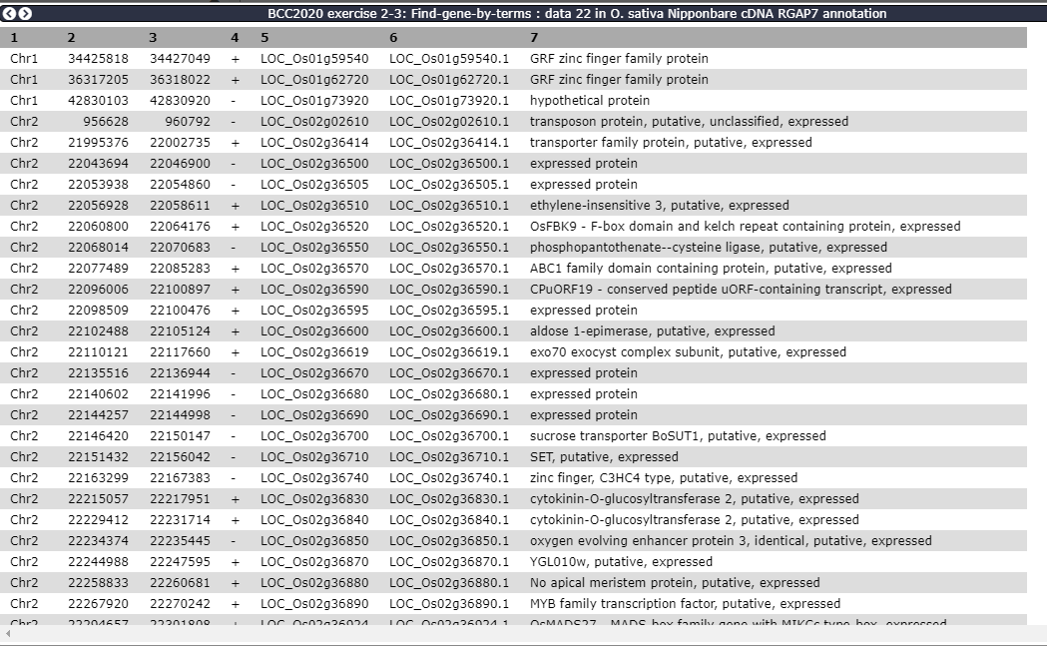 BCC2020 exercise 2-3: Find-gene-by-terms : data 22 in O. sativa Nipponbare cDNA RGAP7 annotation
1 2 3 4 5 6 7
Chr1 34425818 34427049 + LOC_Os01g59540 LOC_Os01g59540.1 GRF zinc finger family protein
Chr1 36317205 36318022 + LOC_Os01g62720 LOC_Os01g62720.1 GRF zinc finger family protein
Chr1 42830103 42830920 - LOC_Os01g73920 LOC_Os01g73920.1 hypothetical protein
Chr2 956628 960792 - LOC_Os02g02610 LOC_Os02g02610.1 transposon protein, putative, unclassified, expressed
Chr2 21995376 22002735 + LOC_Os02g36414 LOC_Os02g36414.1 transporter family protein, putative, expressed
Chr2 22043694 22046900 - LOC_Os02g36500 LOC_Os02g36500.1 expressed protein
Chr2 22053938 22054860 - LOC_Os02g36505 LOC_Os02g36505.1 expressed protein
Chr2 22056928 22058611 + LOC_Os02g36510 LOC_Os02g36510.1 ethylene-insensitive 3, putative, expressed
Chr2 22060800 22064176 + LOC_Os02g36520 LOC_Os02g36520.1 OsFBK9 - F-box domain and kelch repeat containing protein, expressed
Chr2 22068014 22070683 - LOC_Os02g36550 LOC_Os02g36550.1 phosphopantothenate--cysteine ligase, putative, expressed
Chr2 22077489 22085283 + LOC_Os02g36570 LOC_Os02g36570.1 ABC1 family domain containing protein, putative, expressed
Chr2 22096006 22100897 + LOC_Os02g36590 LOC_Os02g36590.1 CPuORF19 - conserved peptide uORF-containing transcript, expressed
Chr2 22098509 22100476 + LOC_Os02g36595 LOC_Os02g36595.1 expressed protein
Chr2 22102488 22105124 + LOC_Os02g36600 LOC_Os02g36600.1 aldose 1-epimerase, putative, expressed
Chr2 22110121 22117660 + LOC_Os02g36619 LOC_Os02g36619.1 exo70 exocyst complex subunit, putative, expressed
Chr2 22135516 22136944 - LOC_Os02g36670 LOC_Os02g36670.1 expressed protein
Chr2 22140602 22141996 - LOC_Os02g36680 LOC_Os02g36680.1 expressed protein
Chr2 22144257 22144998 - LOC_Os02g36690 LOC_Os02g36690.1 expressed protein
Chr2 22146420 22150147 - LOC_Os02g36700 LOC_Os02g36700.1 sucrose transporter BoSUT1, putative, expressed
Chr2 22151432 22156042 - LOC_Os02g36710 LOC_Os02g36710.1 SET, putative, expressed
Chr2 22163299 22167383 - LOC_Os02g36740 LOC_Os02g36740.1 zinc finger, C3HC4 type, putative, expressed
Chr2 22215057 22217951 + LOC_Os02g36830 LOC_Os02g36830.1 cytokinin-O-glucosyltransferase 2, putative, expressed
Chr2 22229412 22231714 + LOC_Os02g36840 LOC_Os02g36840.1 cytokinin-O-glucosyltransferase 2, putative, expressed
Chr2 22234374 22235445 - LOC_Os02g36850 LOC_Os02g36850.1 oxygen evolving enhancer protein 3, identical, putative, expressed
Chr2 22244988 22247595 + LOC_Os02g36870 LOC_Os02g36870.1 YGL010w, putative, expressed
Chr2 22258833 22260681 + LOC_Os02g36880 LOC_Os02g36880.1 No apical meristem protein, putative, expressed
Chr2 22267920 22270242 + LOC_Os02g36890 LOC_Os02g36890.1 MYB family transcription factor, putative, expressed
Chr2 LOC_Os02g36924 LOC_Os02g36924.1 OsMADS27 - MADS-box family gene with MIKCc type-box, expressed